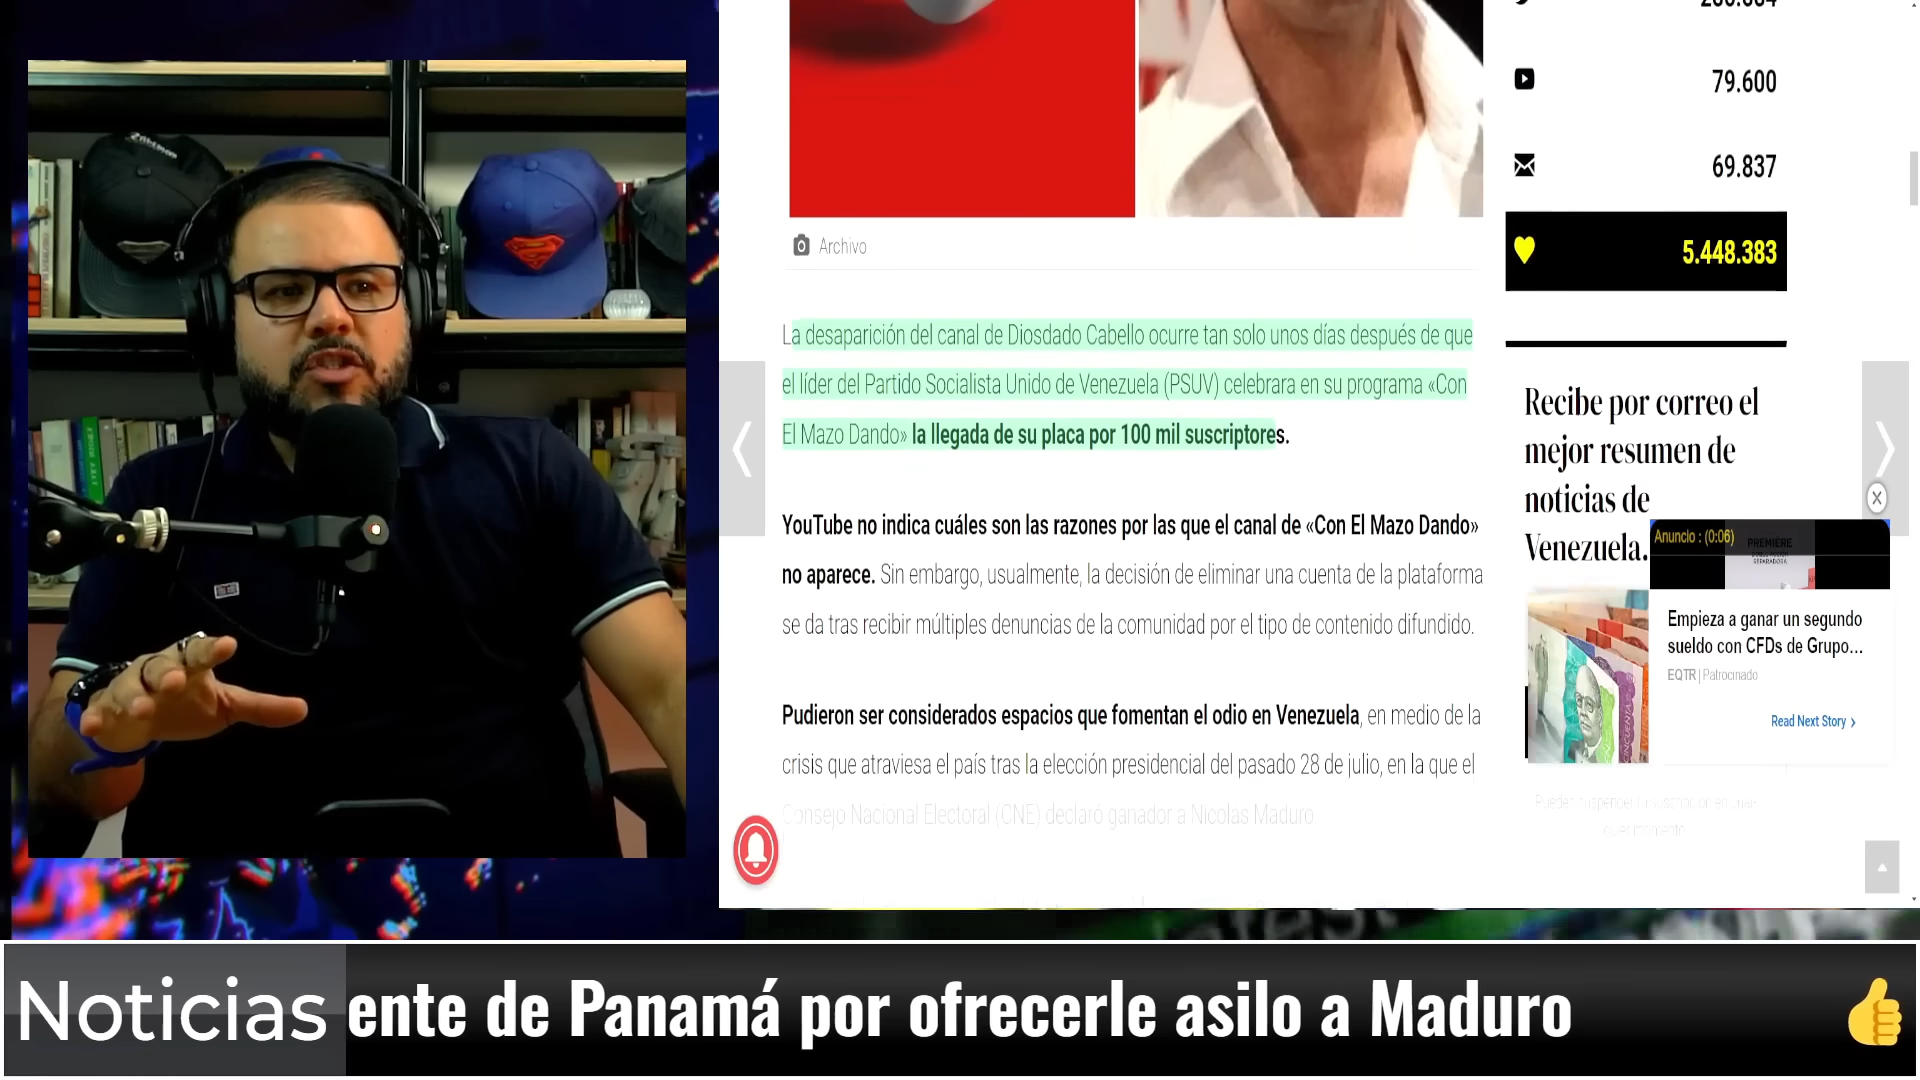 79.600
69.837
5.448.383
Archivo
La desaparición del canal de Diosdado Cabello ocurre tan solo unos días después de que
el líder del Partido Socialista Unido de Venezuela (PSUV) celebrara en su programa «Con
El Mazo Dando» la llegada de su placa por 100 mil suscriptores.
YouTube no indica cuáles son las razones por las que el canal de «Con El Mazo Dando»
no aparece. Sin embargo, usualmente, la decisión de eliminar una cuenta de la plataforma
se da tras recibir múltiples denuncias de la comunidad por el tipo de contenido difundido.
Pudieron ser considerados espacios que fomentan el odio en Venezuela, en medio de la
crisis que atraviesa el país tras la elección presidencial del pasado 28 de julio, en la que el
Consejo Nacional Electoral (CNE) declaró ganador a Nicolas Maduro
Recibe por correo el
mejor resumen de
noticias de
Venezuela.
Anuncio : (0:06)
PREMIERE
Empieza a ganar un segundo
sueldo con CFDs de Grupo...
EQTR | Patrocinado
Read Next Story
Noticias ente de Panamá por ofrecerle asilo a Maduro